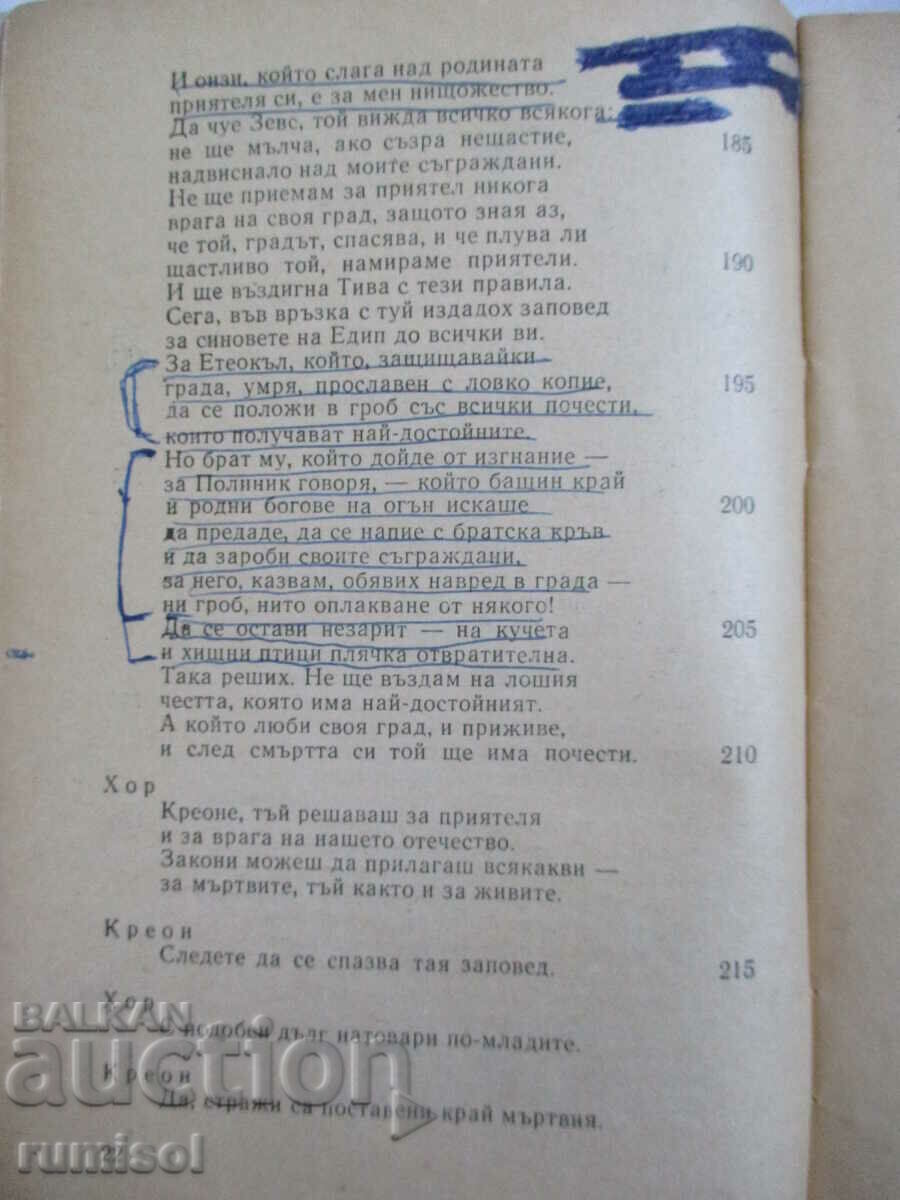 И онзи, който слага над родината
приятеля си, е за мен нищожество.
Да чуе Зевс, той вижда всичко всякога:
не ще мълча, ако съзра нещастие, 185
надвиснало над моите съграждани.
Не ще приемам за приятел никога
врага на своя град, защото зная аз,
че той, градът, спасява, и че плува ли
щастливо той, намираме приятели. 190
И ще въздигна Тива с тези правила.
Сега, във връзка с туй издадох заповед
за синовете на Едип до всички ви.
За Етеокъл, който, защищавайки
града, умря, прославен с ловко копие, 195
да се положи в гроб със всички почести,
които получават най-достойните.
Но брат му, който дойде от изгнание —
за Полиник говоря, — който бащин край
и родни богове на огън искаше 200
да предаде, да се напие с братска кръв
и да зароби своите съграждани,
за него, казвам, обявих навред в града —
ни гроб, нито оплакване от някого!
Да се остави незарит — на кучета 205
и хищни птици плячка отвратителна.
Така реших. Не ще въздам на лошия
честта, която има най-достойният.
А който люби своя град, и приживе,
и след смъртта си той ще има почести. 210
Хор
Креоне, тъй решаваш за приятеля
и за врага на нашето отечество.
Закони можеш да прилагаш всякакви —
за мъртвите, тъй както и за живите.
Креон
Следете да се спазва тая заповед. 215
Хор
С подобен дълг натовари по-младите.
Креон
Да, стражи са поставени край мъртвия.
22
BALKAN
auction
rumisol